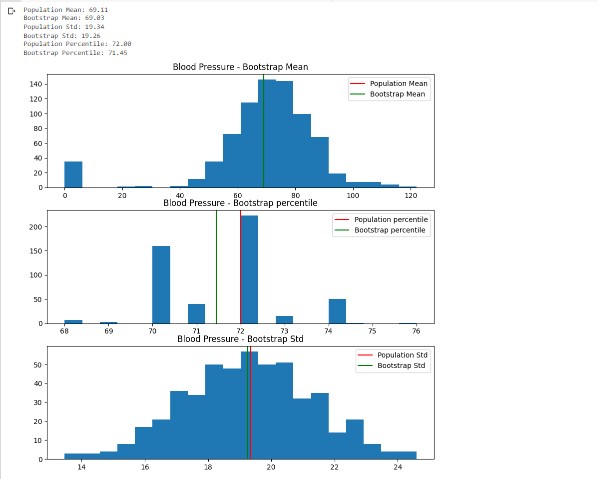 Population Mean: 69.11
Bootstrap Mean: 69.03
Population Std: 19.34
Bootstrap Std: 19.26
Population Percentile: 72.00
Bootstrap Percentile: 71.45
Blood Pressure - Bootstrap Mean
Population Mean
Bootstrap Mean
140
120
100
80
60
40
20
0
0 20 40 60 80 100 120
Blood Pressure - Bootstrap percentile
Population percentile
Bootstrap percentile
200
150
100
50
0
68 69 70 71 72 73 74 75 76
Blood Pressure - Bootstrap Std
Population Std
Bootstrap Std
50
40
30
20
10
0
14 16 18 20 22 24